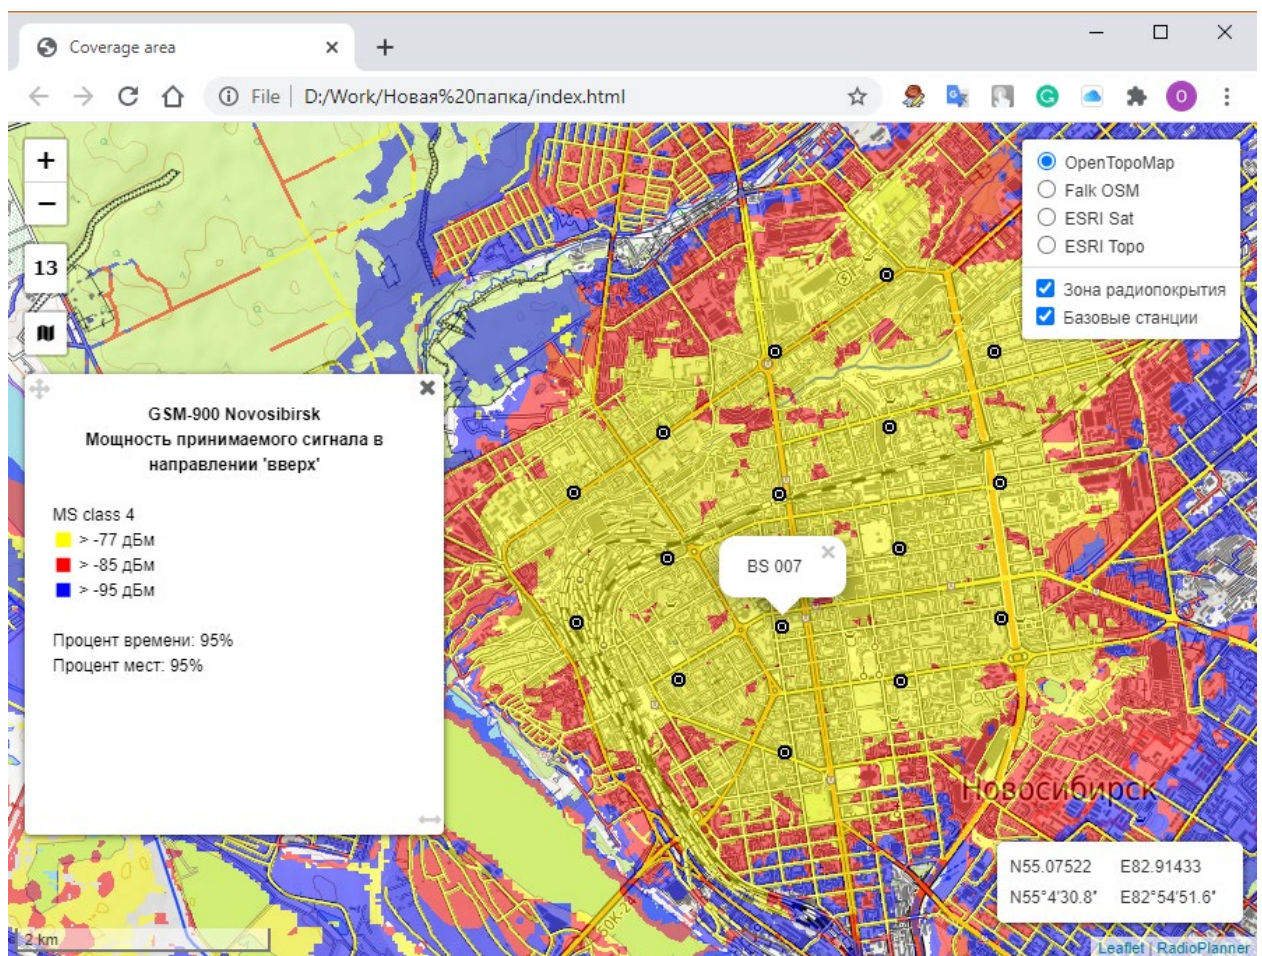 Coverage area
File
D:/Work/Новая%20папка/index.html
O
+
−
13
OpenTopoMap
Falk OSM
ESRI Sat
ESRI Topo
Зона радиопокрытия
Базовые станции
GSM-900 Novosibirsk
Мощность принимаемого сигнала в
направлении 'вверх'
MS class 4
> -77 дБм
> -85 дБм
> -95 дБм
Процент времени: 95%
Процент мест: 95%
BS 007
Новосибирск
N55.07522 E82.91433
N55°4'30.8" E82°54'51.6"
2 km
Leaflet | RadioPlanner